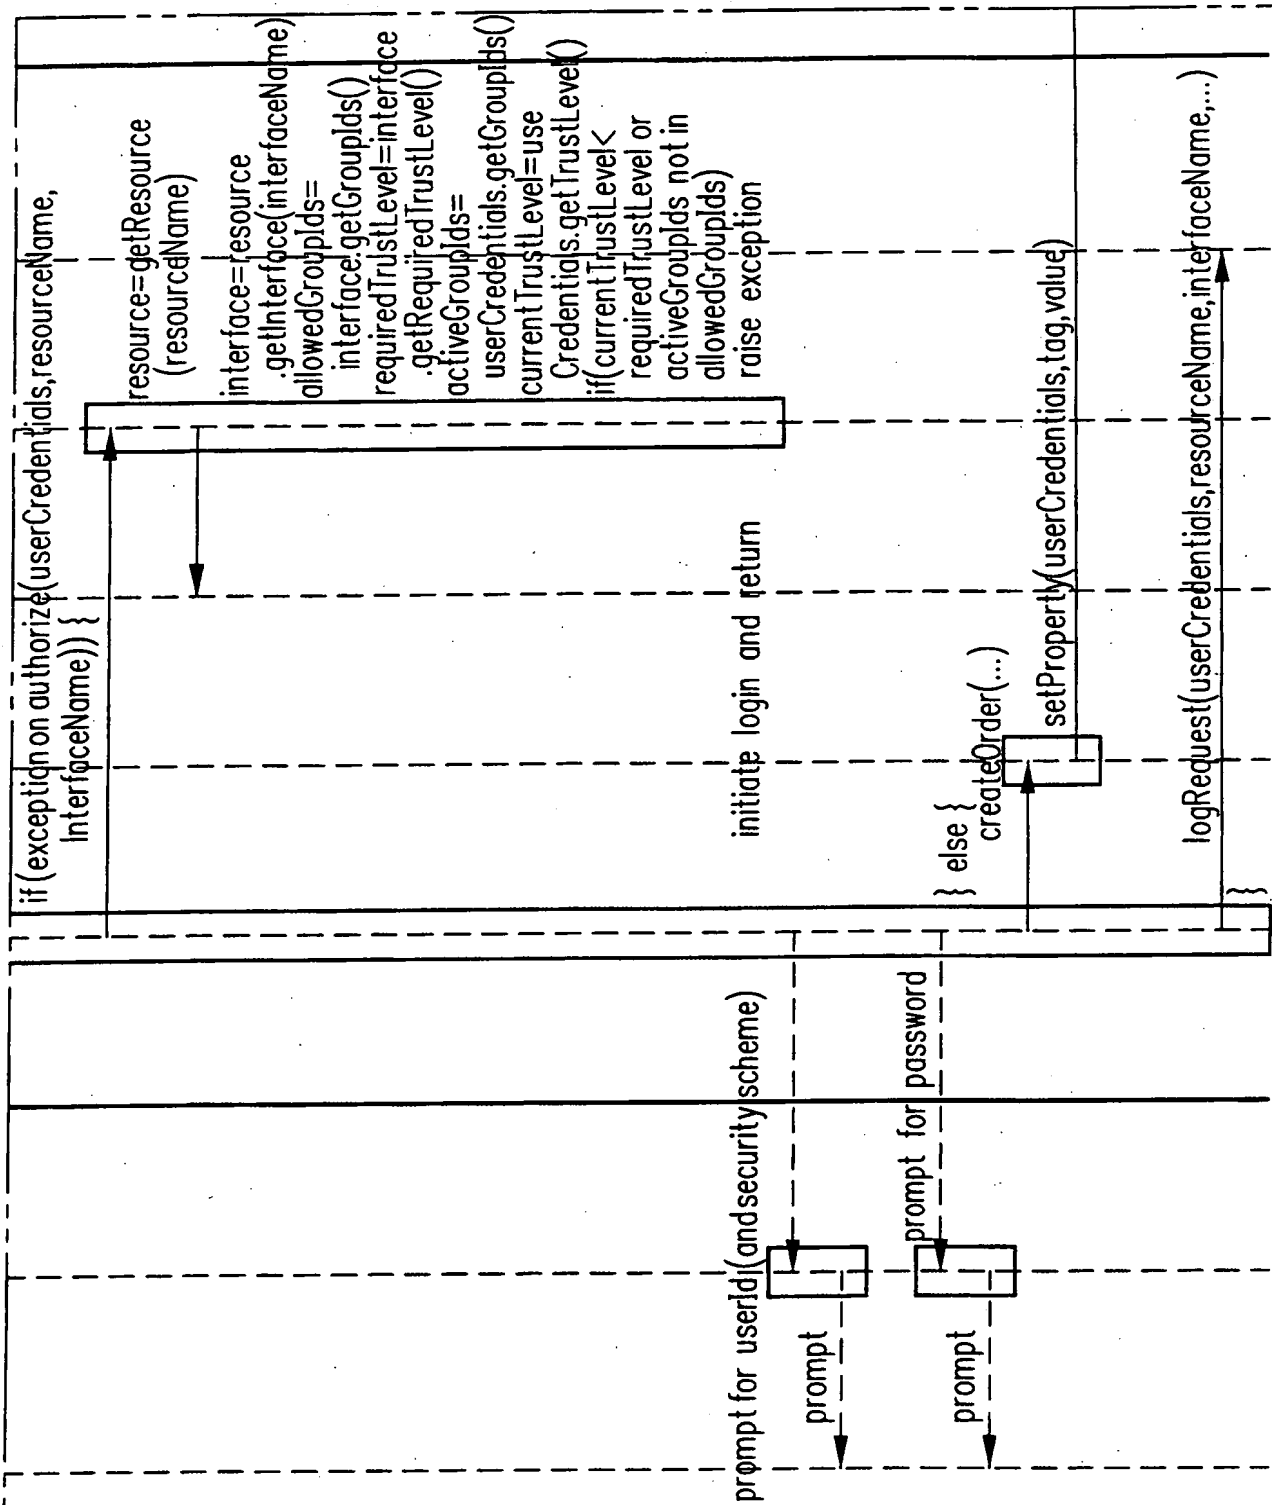 if(exception on authorize(userCredentials,resourceName,
InterfaceName)) {
resource=getResource
(resourceName)
interface=resource
.getInterface(interfaceName)
allowedGroupIds=
interface.getGroupIds()
requiredTrustLevel=interface
.getRequiredTrustLevel()
activeGroupIds=
userCredentials.getGroupIds()
currentTrustLevel=use
Credentials.getTrustLevel()
if(currentTrustLevel<
requiredTrustLevel or
activeGroupIds not in
allowedGroupIds)
raise exception
prompt for userId (and security scheme)
initiate login and return
prompt
prompt for password
} else }
prompt
createOrder(...)
setProperty(userCredentials,tag,value)
logRequest(userCredentials,resourceName,interfaceName,...)
}